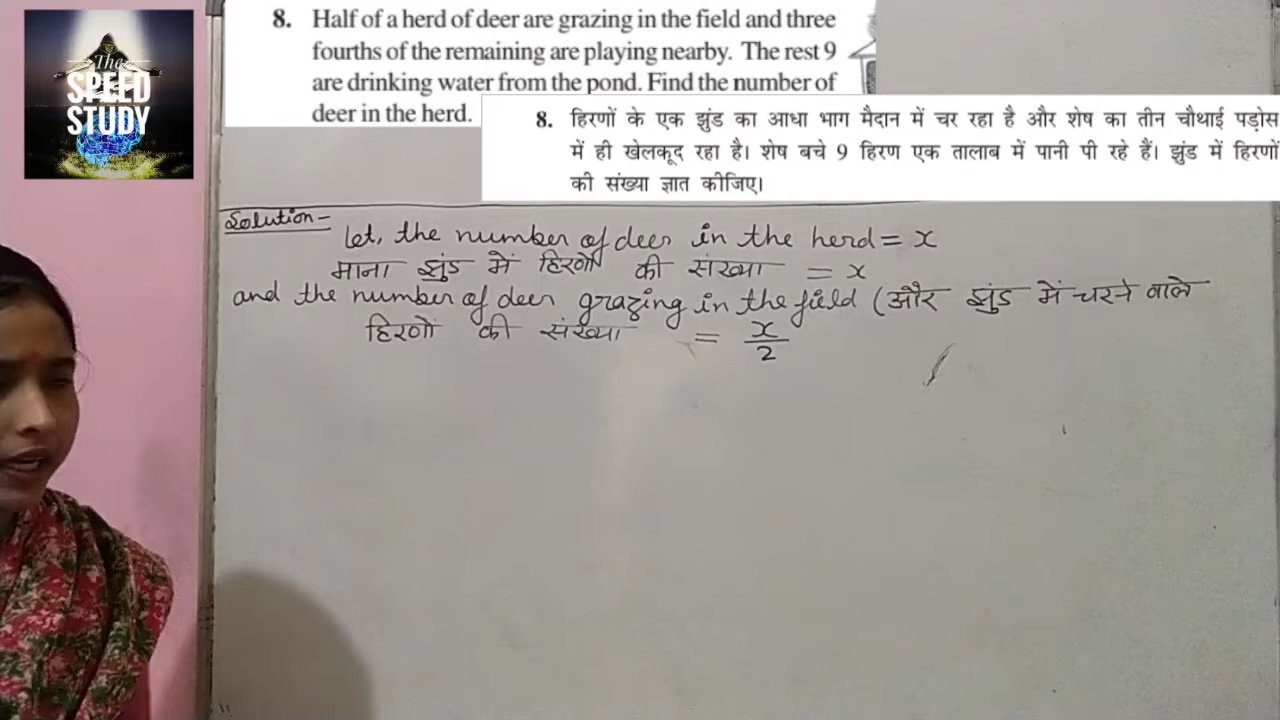 The
SPEED
STUDY
8. Half of a herd of deer are grazing in the field and three
fourths of the remaining are playing nearby. The rest 9
are drinking water from the pond. Find the number of
deer in the herd.
8. हिरणों के एक झुंड का आधा भाग मैदान में चर रहा है और शेष का तीन चौथाई पड़ोस
में ही खेलकूद रहा है। शेष बचे 9 हिरण एक तालाब में पानी पी रहे हैं। झुंड में हिरणों
की संख्या ज्ञात कीजिए।
Solution-
Let, the number of deer in the herd = x
माना झुंड में हिरणों की संख्या = x
and the number of deer grazing in the field (और झुंड में चरने वाले
हिरणों की संख्या = x/2